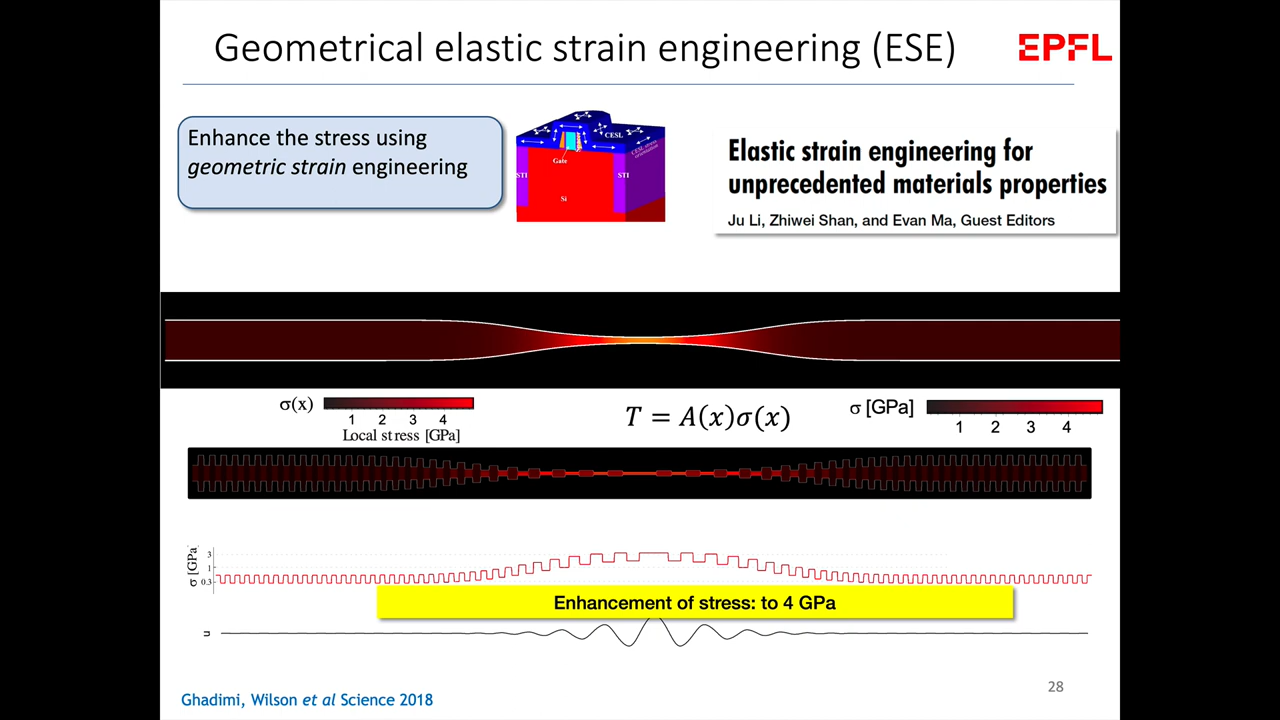 Geometrical elastic strain engineering (ESE)
EPFL
Enhance the stress using
geometric strain engineering
CESL
CESL stress
Gate
STI
STI
Si
Elastic strain engineering for
unprecedented materials properties
Ju Li, Zhiwei Shan, and Evan Ma, Guest Editors
σ(x)
1 2 3 4
Local stress [GPa]
T = A(x)σ(x)
σ [GPa]
1 2 3 4
σ [GPa]
3
1
0.3
Enhancement of stress: to 4 GPa
u
Ghadimi, Wilson et al Science 2018
28